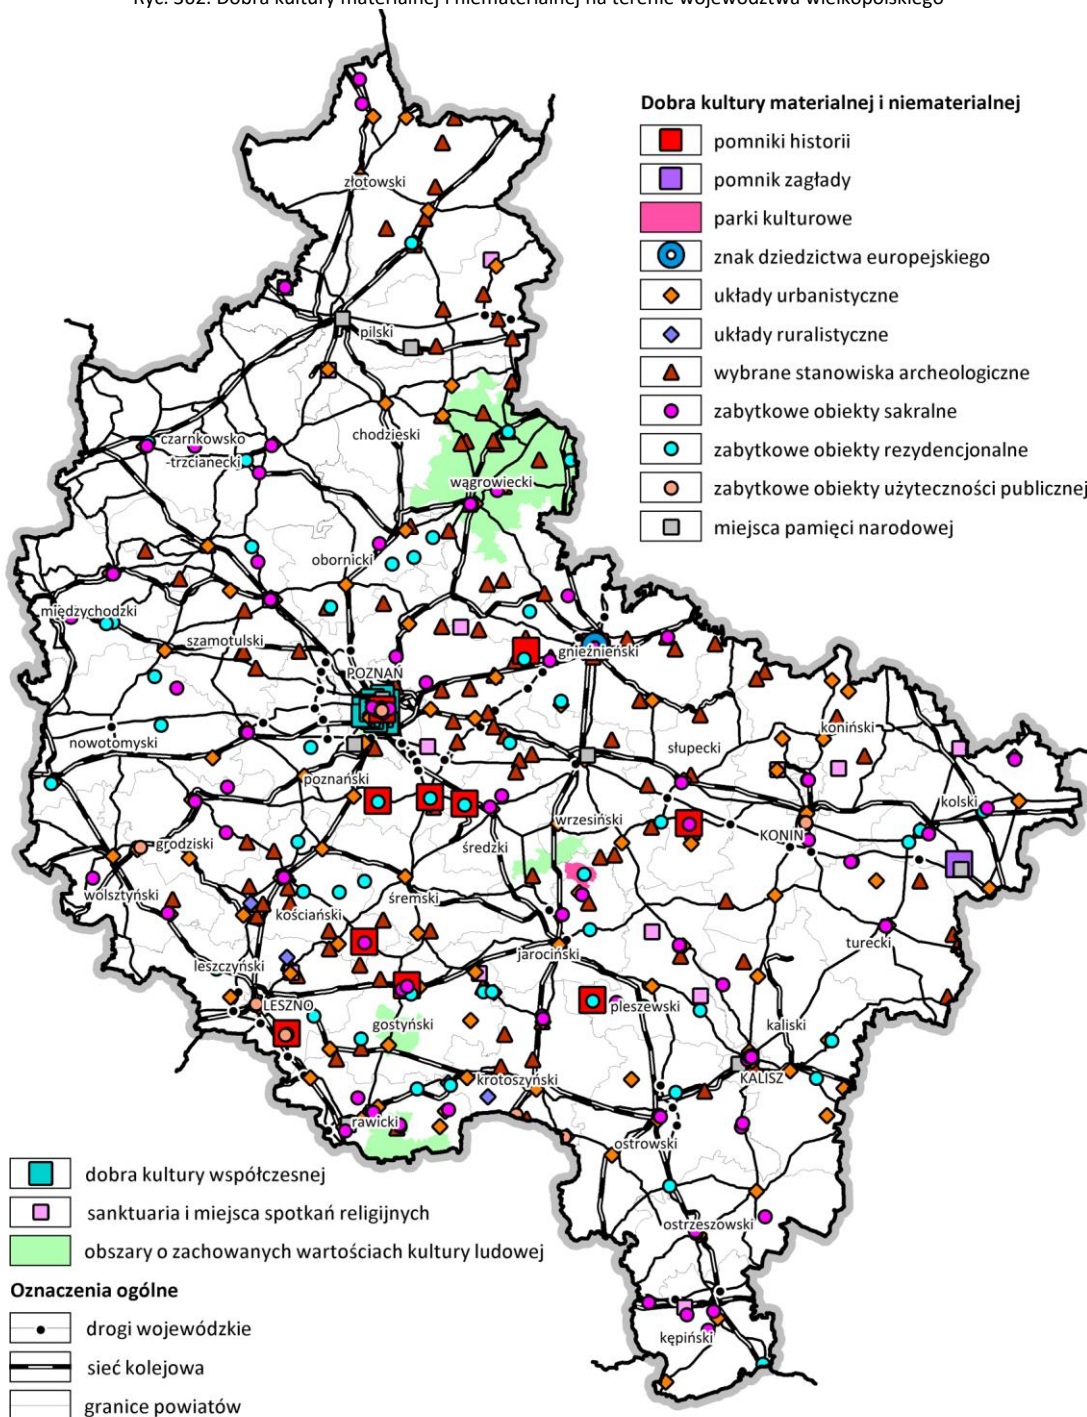 Ryc. 302. Dobra kultury materialnej i niematerialnej na terenie województwa wielkopolskiego
Dobra kultury materialnej i niematerialnej
pomniki historii
pomnik zagłady
parki kulturowe
znak dziedzictwa europejskiego
układy urbanistyczne
układy ruralistyczne
wybrane stanowiska archeologiczne
zabytkowe obiekty sakralne
zabytkowe obiekty rezydencjonalne
zabytkowe obiekty użyteczności publicznej
miejsca pamięci narodowej
złotowski
pilski
czarnkowsko
-trzcianecki
chodzieski
wągrowiecki
obornicki
międzychodzki
szamotulski
gnieźnieński
POZNAŃ
nowotomyski
poznański
słupecki
koniński
kolski
wrzesiński
KONIN
grodziski
średzki
wolsztyński
kościański
śremski
turecki
jarociński
leszczyński
LESZNO
gostyński
pleszewski
kaliski
KALISZ
krotoszyński
rawicki
ostrowski
ostrzeszowski
kępiński
dobra kultury współczesnej
sanktuaria i miejsca spotkań religijnych
obszary o zachowanych wartościach kultury ludowej
Oznaczenia ogólne
drogi wojewódzkie
sieć kolejowa
granice powiatów